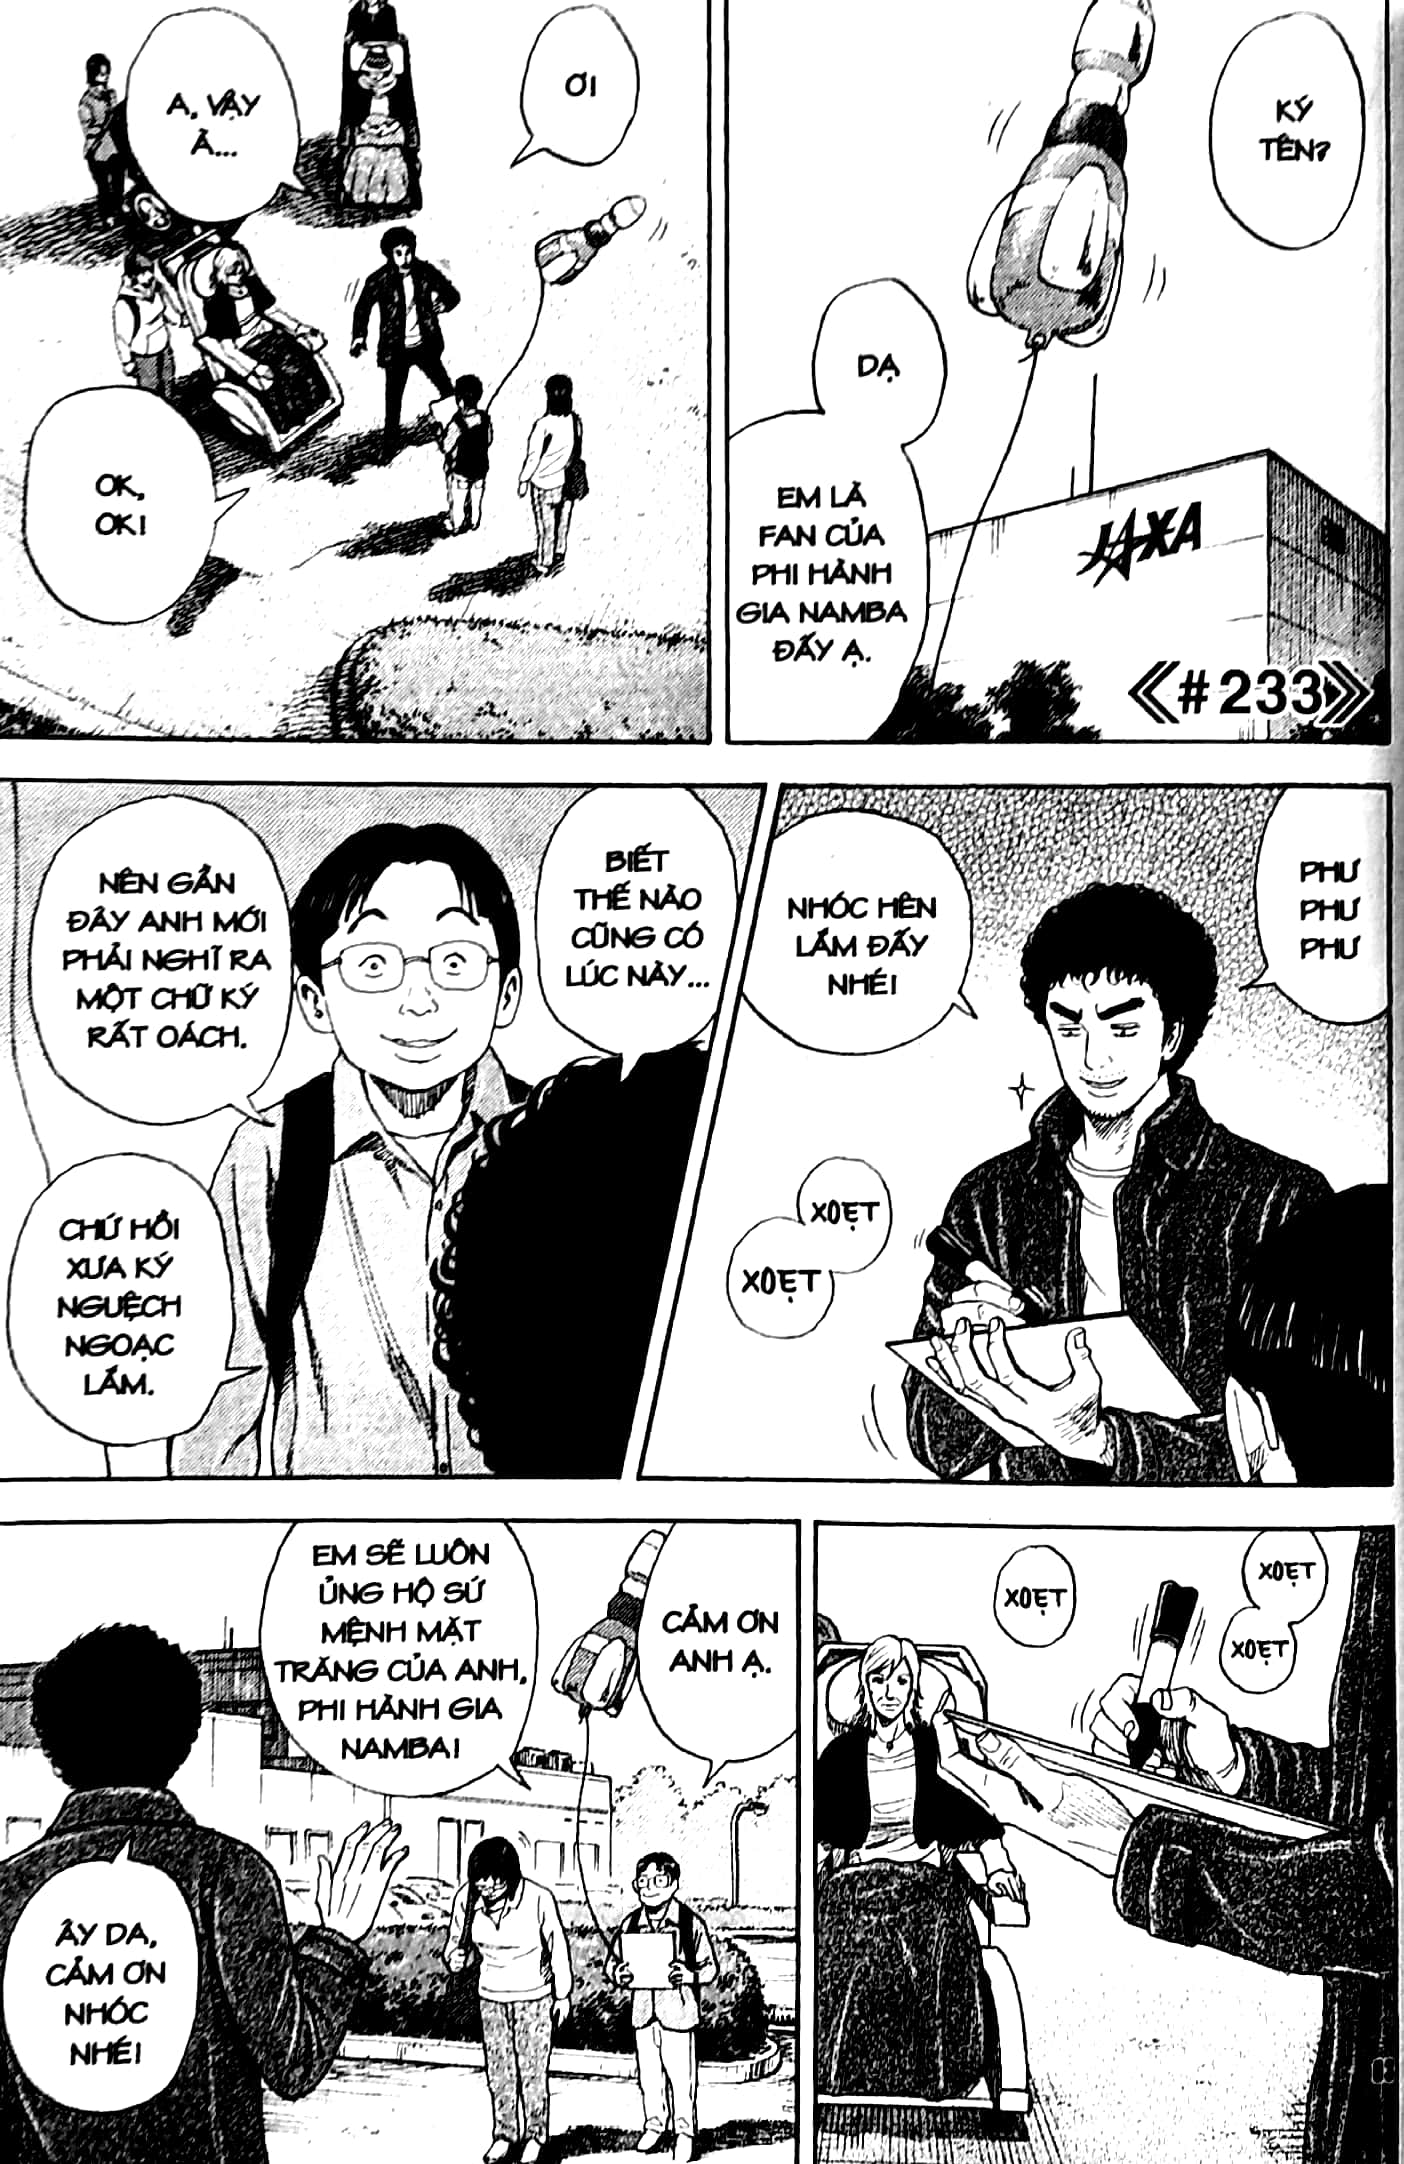 KÝ
TÊN?
DẠ
EM LÀ
FAN CỦA
PHI HÀNH
GIA NAMBA
ĐẤY Ạ.
JAXA
#233
ƠI
A, VẬY
Ã...
OK,
OK!
PHƯ
PHƯ
PHƯ
NHÓC HÊN
LẮM ĐẤY
NHÉ!
XOẸT
XOẸT
BIẾT
THẾ NÀO
CŨNG CÓ
LÚC NÀY...
NÊN GẦN
ĐÂY ANH MỚI
PHẢI NGHĨ RA
MỘT CHỮ KÝ
RẤT OÁCH.
CHỨ HỒI
XƯA KÝ
NGUỆCH
NGOẠC
LẮM.
XOẸT
XOẸT
XOẸT
CẢM ƠN
ANH Ạ.
EM SẼ LUÔN
ỦNG HỘ SỨ
MỆNH MẶT
TRĂNG CỦA ANH,
PHI HÀNH GIA
NAMBA!
ÂY DA,
CẢM ƠN
NHÓC
NHÉ!